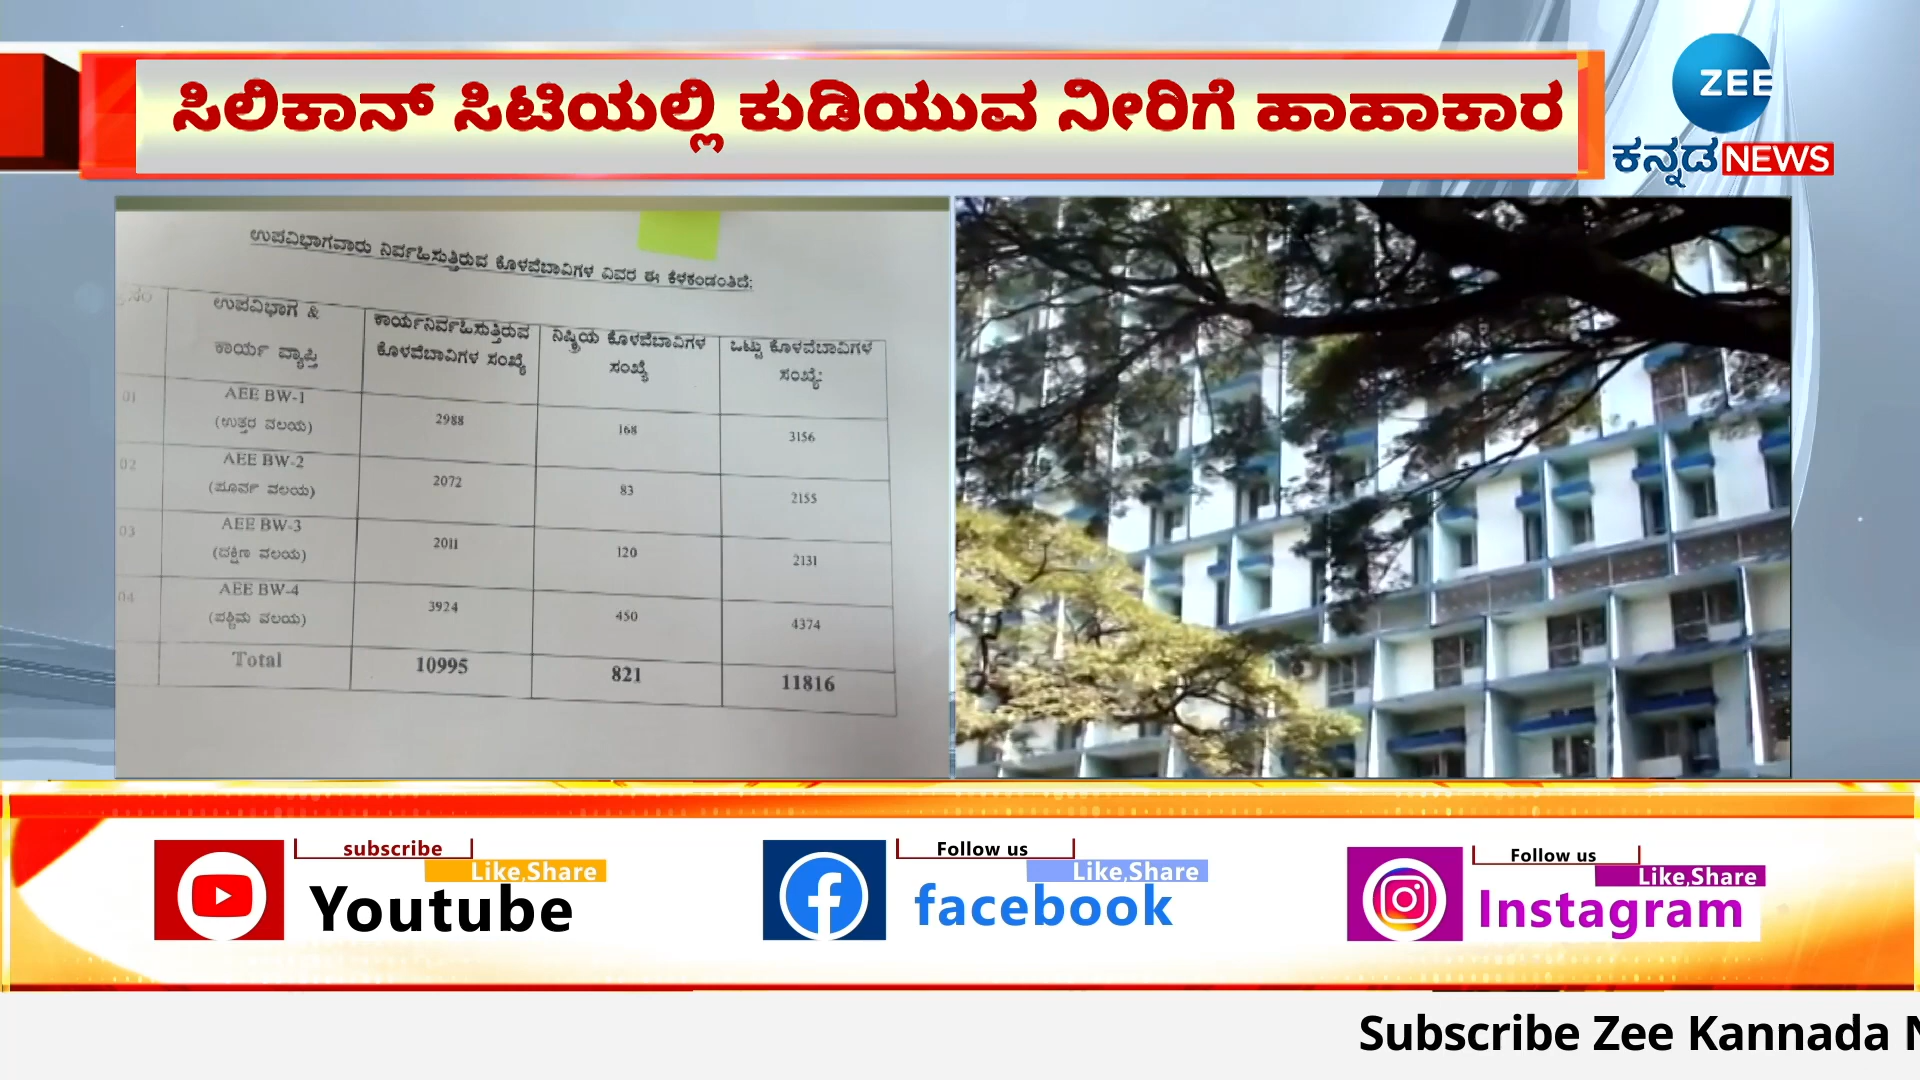 ಸಿಲಿಕಾನ್ ಸಿಟಿಯಲ್ಲಿ ಕುಡಿಯುವ ನೀರಿಗೆ ಹಾಹಾಕಾರ
ZEE
ಕನ್ನಡ NEWS
ಉಪವಿಭಾಗವಾರು ನಿರ್ವಹಿಸುತ್ತಿರುವ ಕೊಳವೆಬಾವಿಗಳ ವಿವರ ಈ ಕೆಳಕಂಡಂತಿದೆ:
ಉಪವಿಭಾಗ & ಕಾರ್ಯ ವ್ಯಾಪ್ತಿ
ಕಾರ್ಯನಿರ್ವಹಿಸುತ್ತಿರುವ ಕೊಳವೆಬಾವಿಗಳ ಸಂಖ್ಯೆ
ನಿಷ್ಕ್ರಿಯ ಕೊಳವೆಬಾವಿಗಳ ಸಂಖ್ಯೆ
ಒಟ್ಟು ಕೊಳವೆಬಾವಿಗಳ ಸಂಖ್ಯೆ:
01 AEE BW-1 (ಉತ್ತರ ವಲಯ) 2988 168 3156
02 AEE BW-2 (ಪೂರ್ವ ವಲಯ) 2072 83 2155
03 AEE BW-3 (ದಕ್ಷಿಣ ವಲಯ) 2011 120 2131
04 AEE BW-4 (ಪಶ್ಚಿಮ ವಲಯ) 3924 450 4374
Total 10995 821 11816
subscribe
Like,Share
Youtube
Follow us
Like,Share
facebook
Follow us
Like,Share
Instagram
Subscribe Zee Kannada